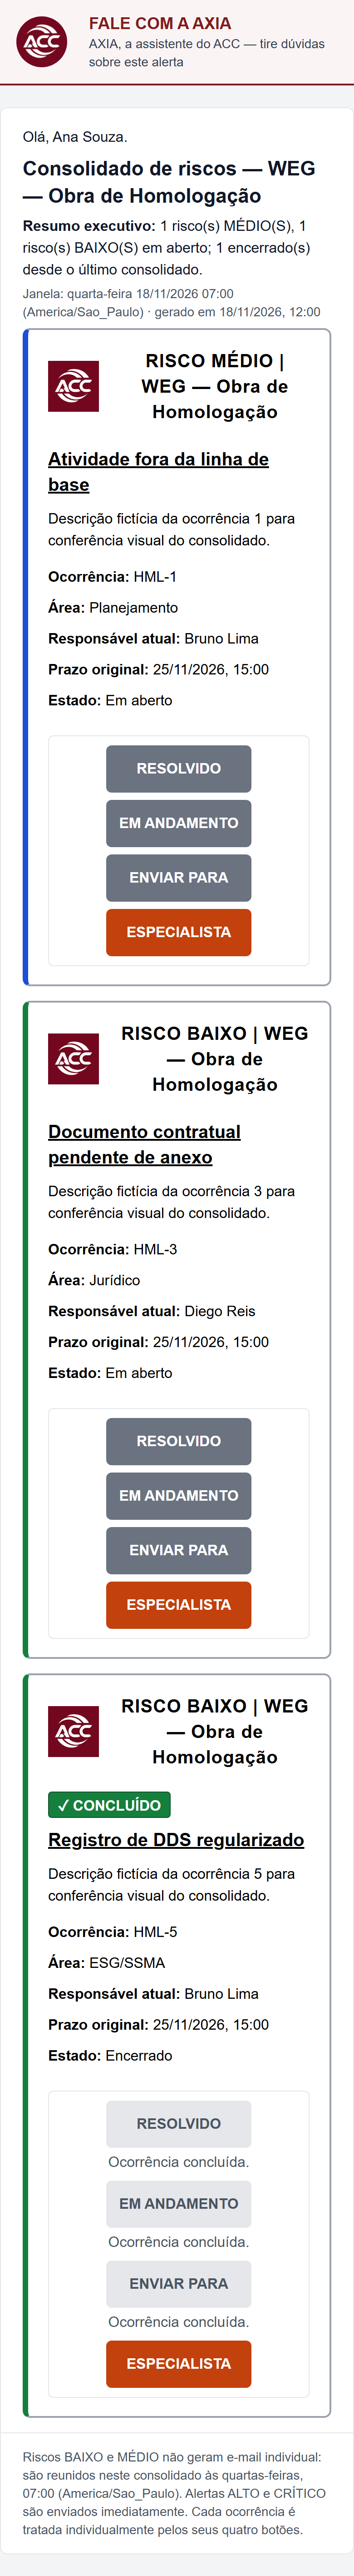 ACC
FALE COM A AXIA
AXIA, a assistente do ACC — tire dúvidas
sobre este alerta
Olá, Ana Souza.
Consolidado de riscos — WEG
— Obra de Homologação
Resumo executivo: 1 risco(s) MÉDIO(S), 1
risco(s) BAIXO(S) em aberto; 1 encerrado(s)
desde o último consolidado.
Janela: quarta-feira 18/11/2026 07:00
(America/Sao_Paulo) · gerado em 18/11/2026, 12:00
ACC
RISCO MÉDIO |
WEG — Obra de
Homologação
Atividade fora da linha de
base
Descrição fictícia da ocorrência 1 para
conferência visual do consolidado.
Ocorrência: HML-1
Área: Planejamento
Responsável atual: Bruno Lima
Prazo original: 25/11/2026, 15:00
Estado: Em aberto
RESOLVIDO
EM ANDAMENTO
ENVIAR PARA
ESPECIALISTA
ACC
RISCO BAIXO | WEG
— Obra de
Homologação
Documento contratual
pendente de anexo
Descrição fictícia da ocorrência 3 para
conferência visual do consolidado.
Ocorrência: HML-3
Área: Jurídico
Responsável atual: Diego Reis
Prazo original: 25/11/2026, 15:00
Estado: Em aberto
RESOLVIDO
EM ANDAMENTO
ENVIAR PARA
ESPECIALISTA
ACC
RISCO BAIXO | WEG
— Obra de
Homologação
✓ CONCLUÍDO
Registro de DDS regularizado
Descrição fictícia da ocorrência 5 para
conferência visual do consolidado.
Ocorrência: HML-5
Área: ESG/SSMA
Responsável atual: Bruno Lima
Prazo original: 25/11/2026, 15:00
Estado: Encerrado
RESOLVIDO
Ocorrência concluída.
EM ANDAMENTO
Ocorrência concluída.
ENVIAR PARA
Ocorrência concluída.
ESPECIALISTA
Riscos BAIXO e MÉDIO não geram e-mail individual:
são reunidos neste consolidado às quartas-feiras,
07:00 (America/Sao_Paulo). Alertas ALTO e CRÍTICO
são enviados imediatamente. Cada ocorrência é
tratada individualmente pelos seus quatro botões.